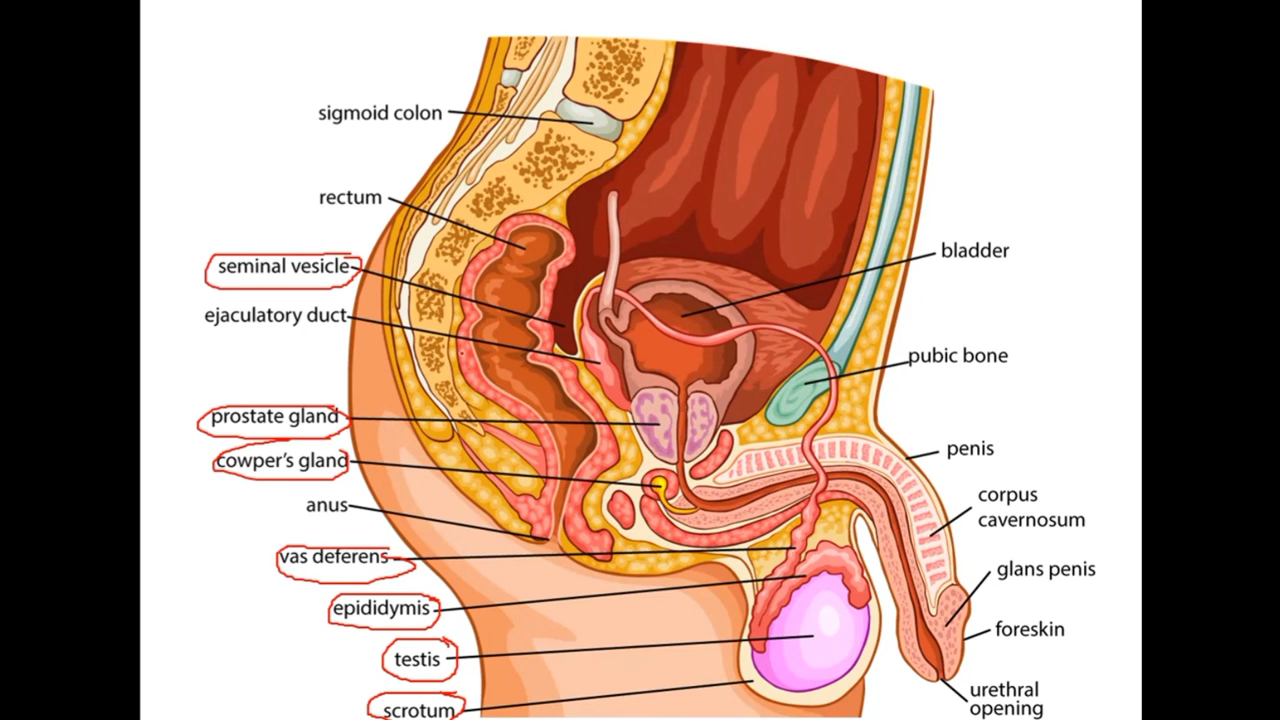 sigmoid colon
rectum
seminal vesicle
ejaculatory duct
prostate gland
cowper's gland
anus
vas deferens
epididymis
testis
scrotum
bladder
pubic bone
penis
corpus
cavernosum
glans penis
foreskin
urethral
opening